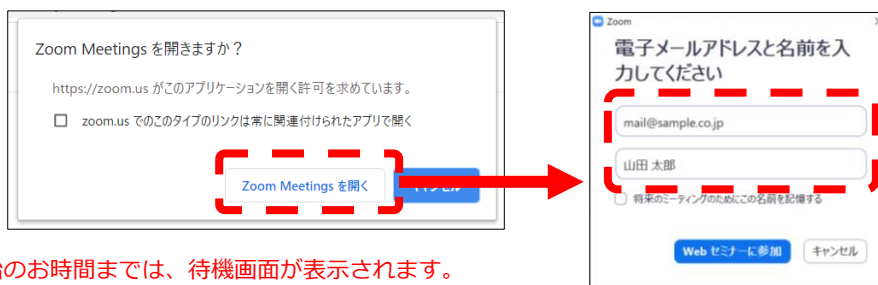 Zoom Meetings を開きますか？
https://zoom.us がこのアプリケーションを開く許可を求めています。
zoom.us でのこのタイプのリンクは常に関連付けられたアプリで開く
Zoom Meetings を開く
Zoom
電子メールアドレスと名前を入
力してください
mail@sample.co.jp
山田 太郎
将来のミーティングのためにこの名前を記憶する
Web セミナーに参加 キャンセル
のお時間までは、待機画面が表示されます。